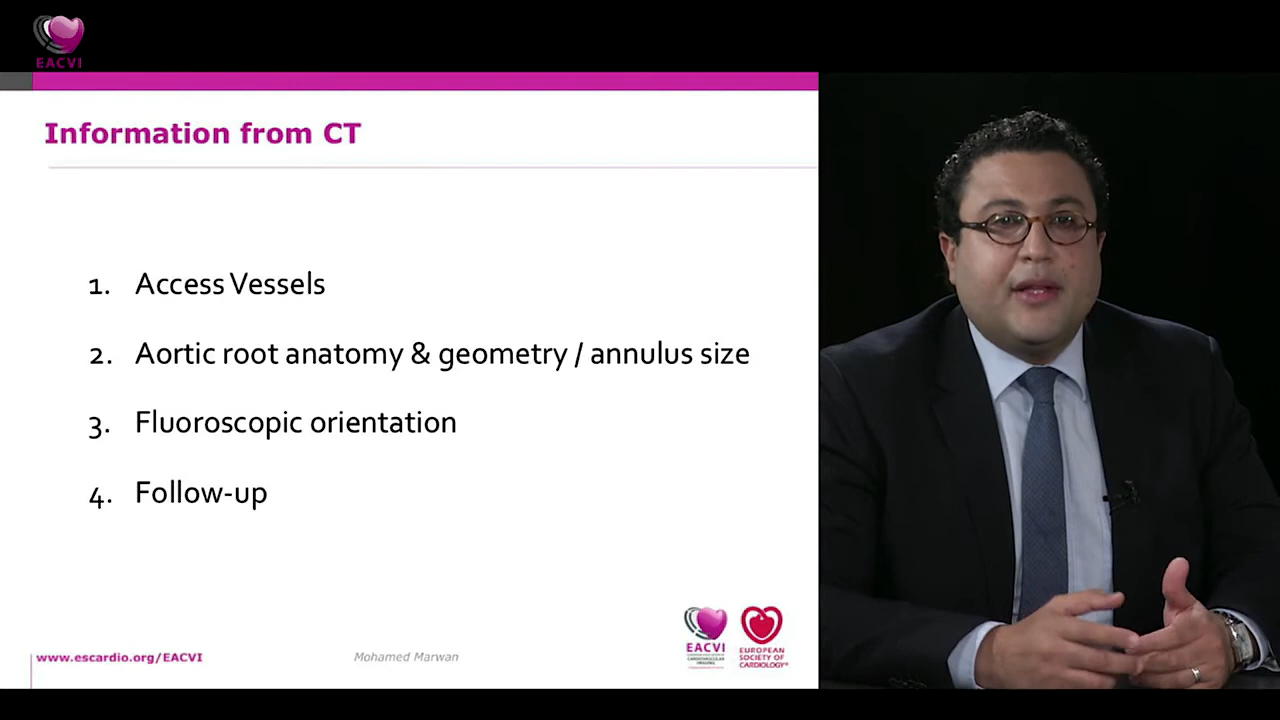 EACVI
Information from CT
1. Access Vessels
2. Aortic root anatomy & geometry / annulus size
3. Fluoroscopic orientation
4. Follow-up
www.escardio.org/EACVI
Mohamed Marwan
EACVI
EUROPEAN
SOCIETY OF
CARDIOLOGY®